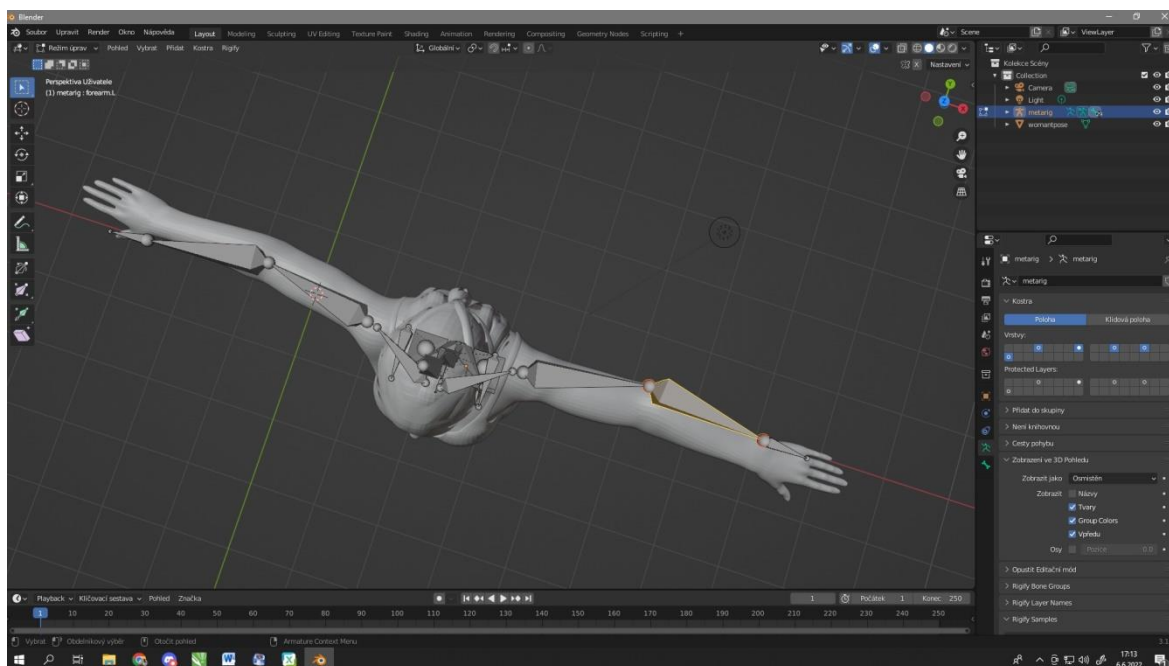 Blender
Soubor Upravit Render Okno Nápověda Layout Modeling Sculpting UV Editing Texture Paint Shading Animation Rendering Compositing Geometry Nodes Scripting + Scene ViewLayer
Režim úprav Pohled Vybrat Přidat Kostra Rigify Globální
Nastavení
Perspektiva Uživatele
(1) metarig : forearm.L
Y
Z
X
Kolekce Scény
Collection
Camera
Light
metarig
womantpose
metarig > metarig
metarig
Kostra
Poloha Klidová poloha
Vrstvy:
Protected Layers:
Přidat do skupiny
Není knihovnou
Cesty pohybu
Zobrazení ve 3D Pohledu
Zobrazit jako Osmistěn
Zobrazit Názvy
Tvary
Group Colors
Vpředu
Osy Pozice 0.0
Opustit Editační mód
Rigify Bone Groups
Rigify Layer Names
Rigify Samples
Playback Klíčovací sestava Pohled Značka 1 Počátek 1 Konec 250
1 10 20 30 40 50 60 70 80 90 100 110 120 130 140 150 160 170 180 190 200 210 220 230 240 250
Vybrat Obdélníkový výběr Otočit pohled Armature Context Menu
17:13
6.6.2022